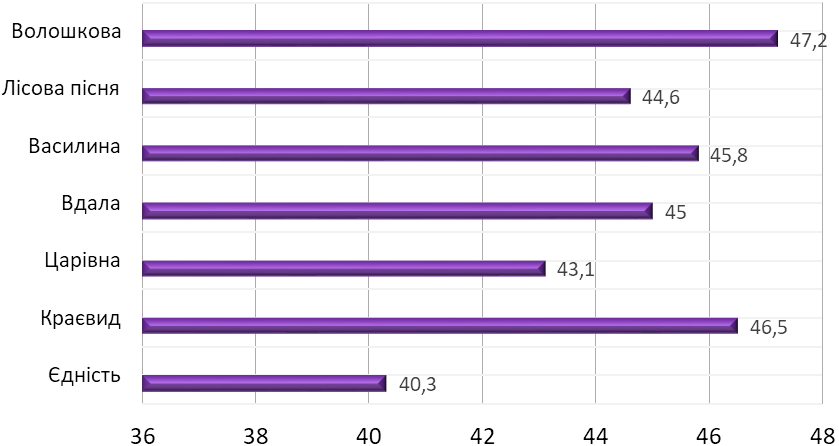 Волошкова 47,2
Лісова пісня 44,6
Василина 45,8
Вдала 45
Царівна 43,1
Краєвид 46,5
Єдність 40,3
36 38 40 42 44 46 48